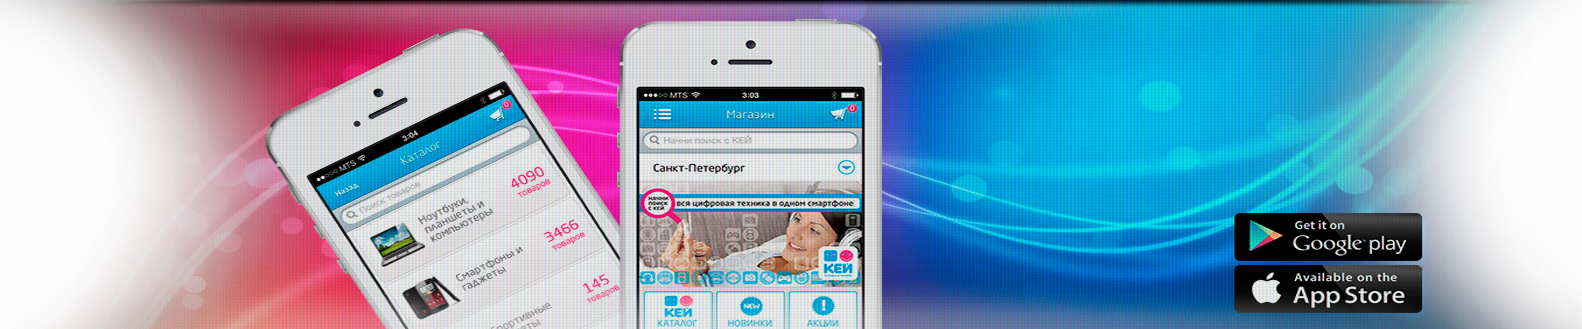 MTS
3:04
Назад
Каталог
0
Поиск товаров
Ноутбуки,
планшеты и
компьютеры
4090
товаров
Смартфоны и
гаджеты
3466
товаров
145
товаров
MTS
3:03
Магазин
0
Начни поиск с КЕЙ
Санкт-Петербург
НАЧНИ
ПОИСК
С КЕЙ
вся цифровая техника в одном смартфоне
КЕЙ
КЕЙ
КАТАЛОГ
NEW
НОВИНКИ
!
АКЦИИ
Get it on
Google play
Available on the
App Store